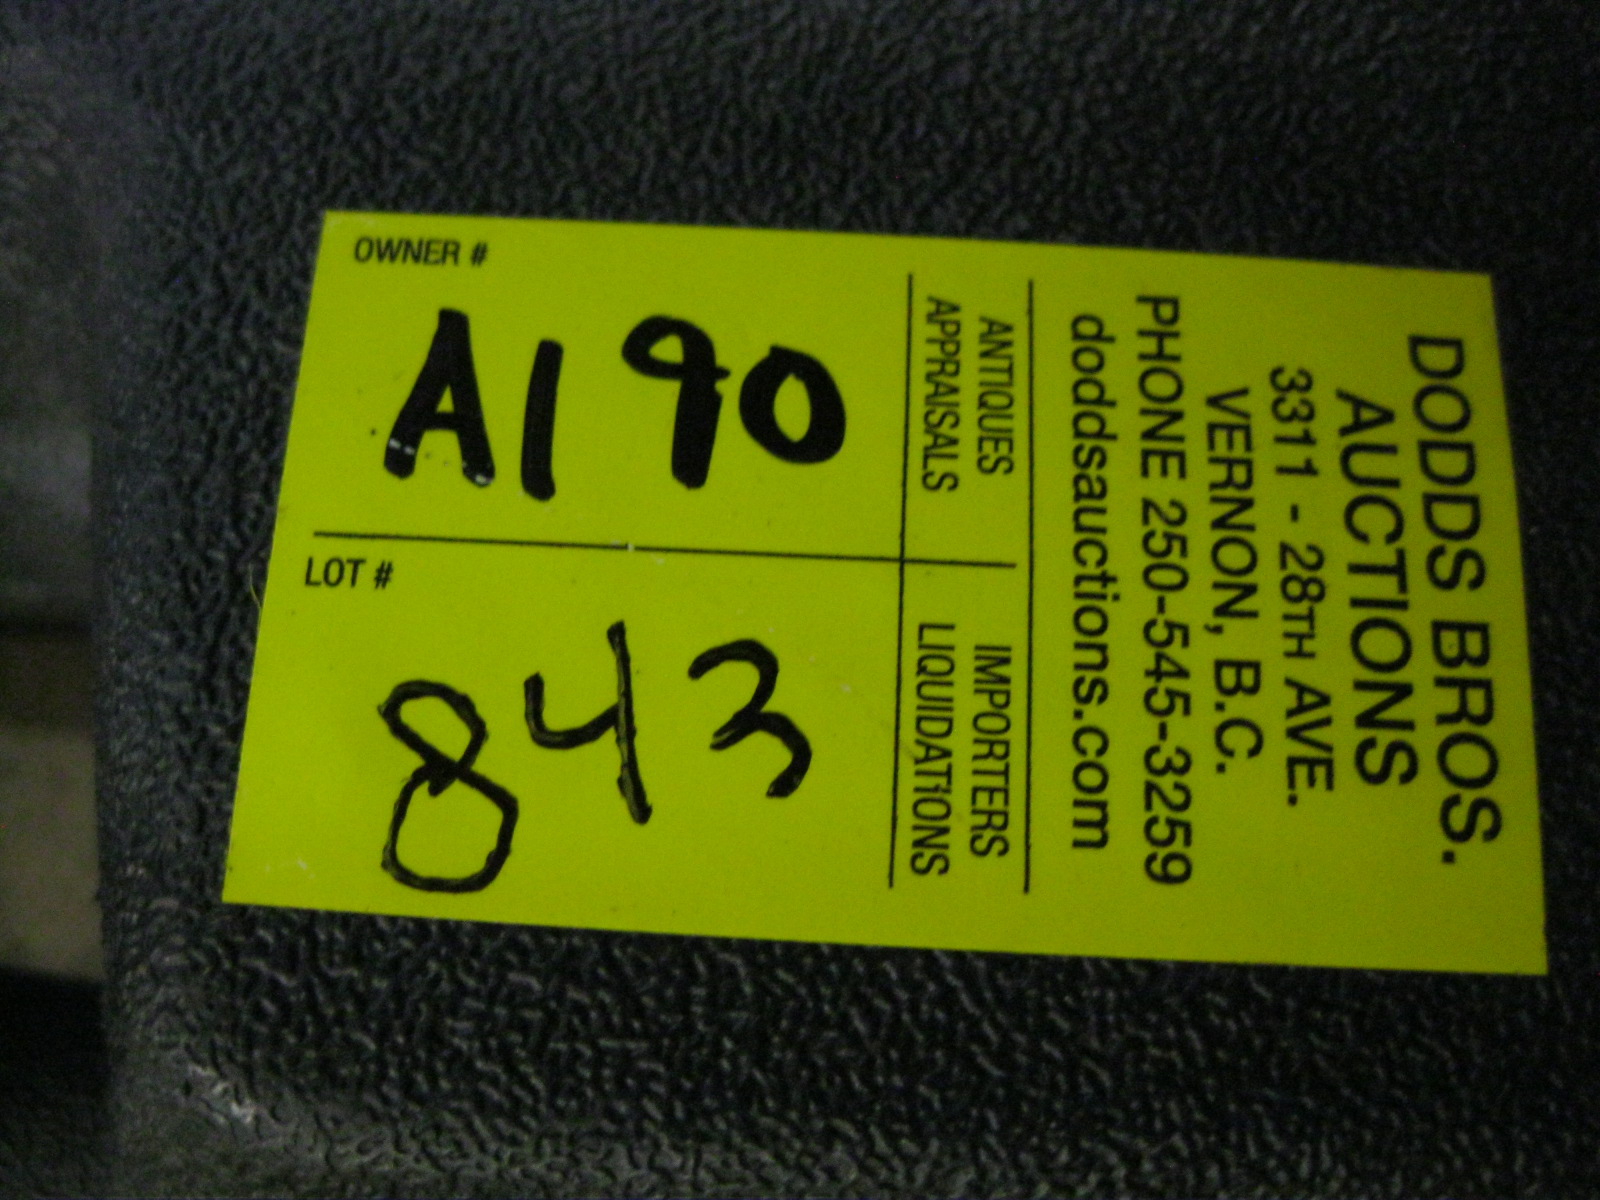 DODDS BROS.
AUCTIONS
3311 - 28TH AVE.
VERNON, B.C.
PHONE 250-545-3259
doddsauctions.com
ANTIQUES IMPORTERS
APPRAISALS LIQUIDATIONS
OWNER #
A190
LOT #
843